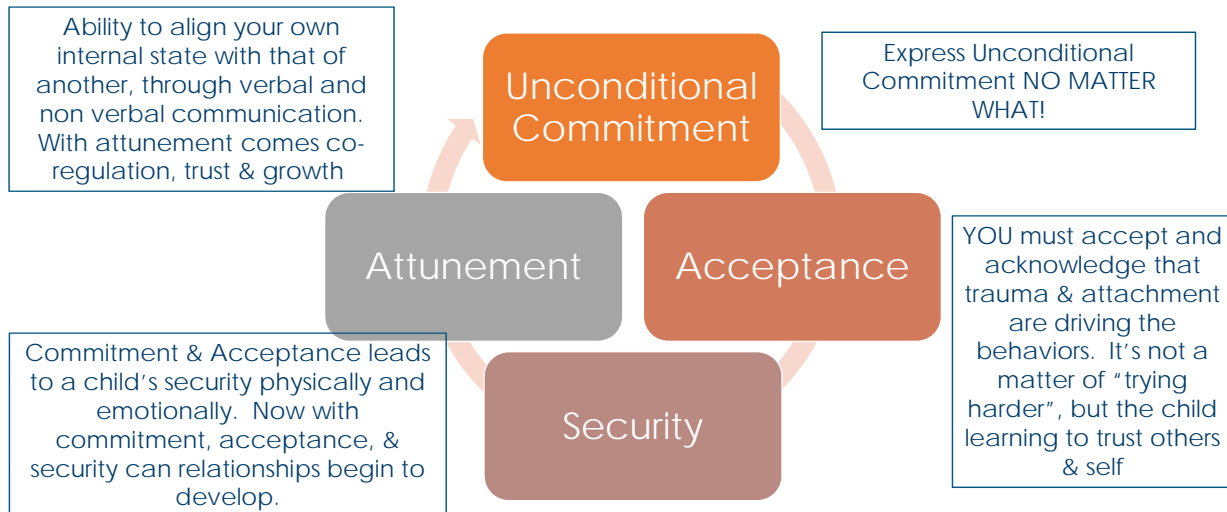 Ability to align your own
internal state with that of
another, through verbal and
non verbal communication.
With attunement comes co-
regulation, trust & growth
Unconditional
Commitment
Express Unconditional
Commitment NO MATTER
WHAT!
Attunement
Acceptance
YOU must accept and
acknowledge that
trauma & attachment
are driving the
behaviors.  It's not a
matter of “trying
harder”, but the child
learning to trust others
& self
Commitment & Acceptance leads
to a child's security physically and
emotionally.  Now with
commitment, acceptance, &
security can relationships begin to
develop.
Security